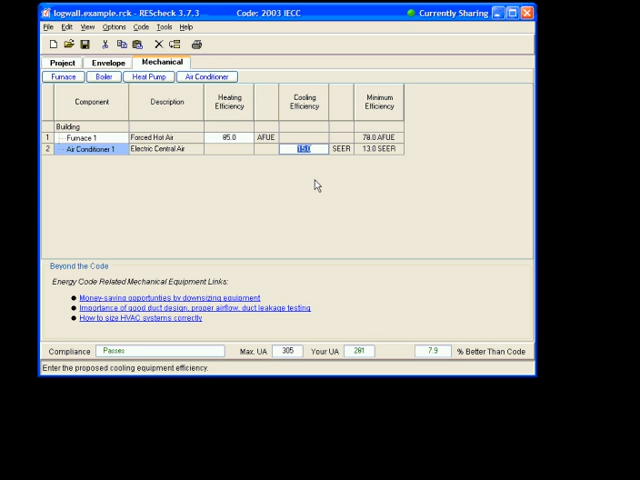 logwall.example.rck - REScheck 3.7.3 Code: 2003 IECC Currently Sharing
File Edit View Options Code Tools Help
Project Envelope Mechanical
Furnace Boiler Heat Pump Air Conditioner
Component Description Heating Efficiency Cooling Efficiency Minimum Efficiency
Building
1 Furnace 1 Forced Hot Air 85.0 AFUE 78.0 AFUE
2 Air Conditioner 1 Electric Central Air 15.0 SEER 13.0 SEER
Beyond the Code
Energy Code Related Mechanical Equipment Links:
Money-saving opportunties by downsizing equipment
Importance of good duct design, proper airflow, duct leakage testing
How to size HVAC systems correctly
Compliance Passes Max. UA 305 Your UA 281 7.9 % Better Than Code
Enter the proposed cooling equipment efficiency.